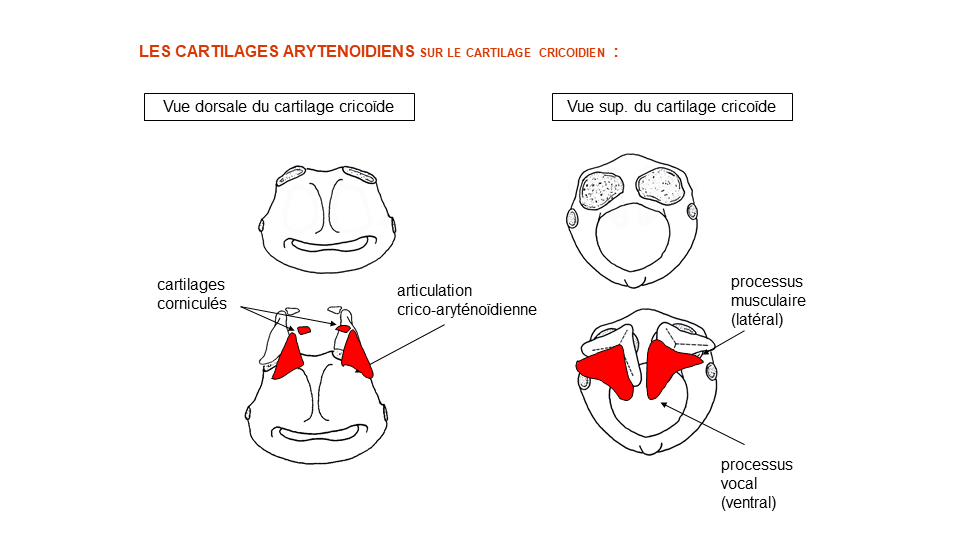 LES CARTILAGES ARYTENOIDIENS SUR LE CARTILAGE CRICOIDIEN :
Vue dorsale du cartilage cricoïde
Vue sup. du cartilage cricoïde
cartilages
corniculés
articulation
crico-aryténoïdienne
processus
musculaire
(latéral)
processus
vocal
(ventral)